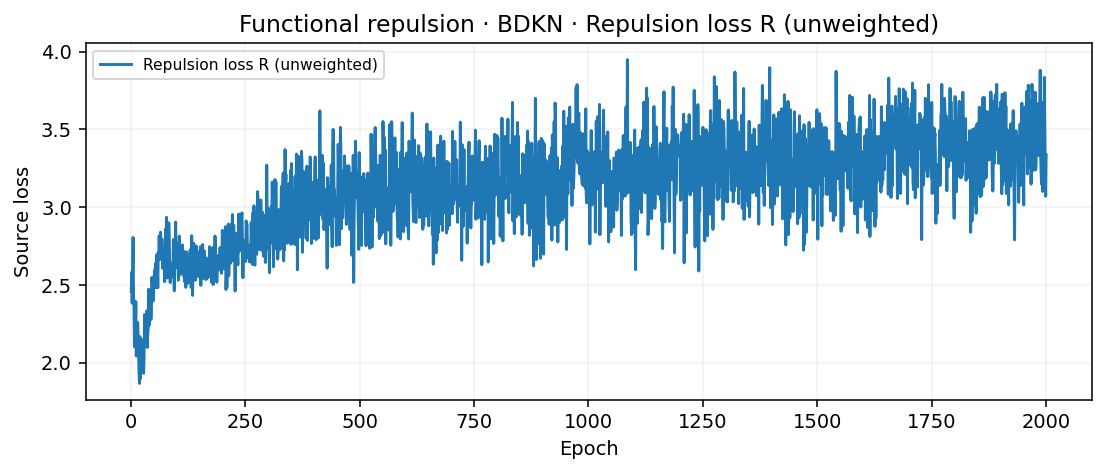 Functional repulsion · BDKN · Repulsion loss R (unweighted)
Repulsion loss R (unweighted)
4.0
3.5
3.0
2.5
2.0
Source loss
0 250 500 750 1000 1250 1500 1750 2000
Epoch